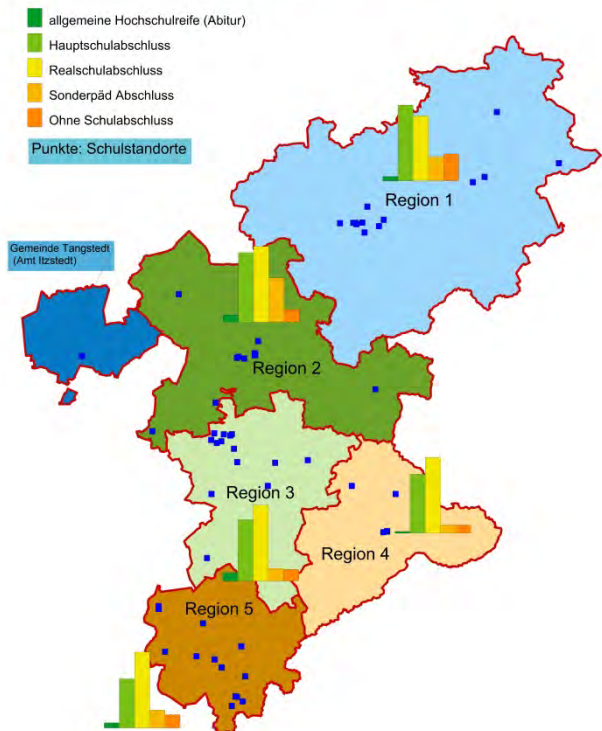 allgemeine Hochschulreife (Abitur)
Hauptschulabschluss
Realschulabschluss
Sonderpäd Abschluss
Ohne Schulabschluss
Punkte: Schulstandorte
Region 1
Gemeinde Tangstedt
(Amt Itzstedt)
Region 2
Region 3
Region 4
Region 5